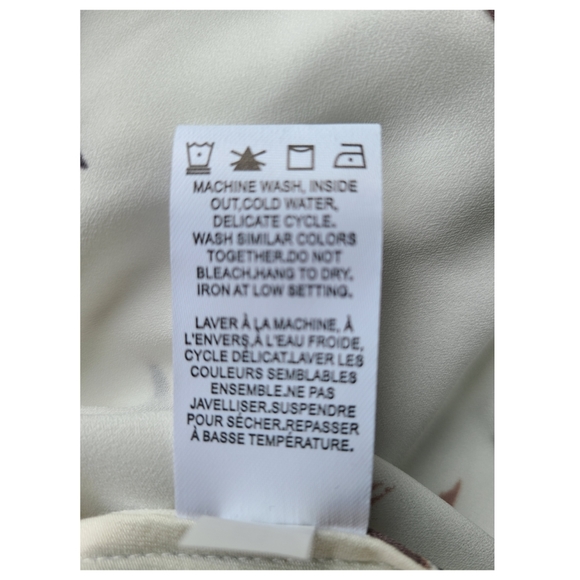 MACHINE WASH, INSIDE
OUT,COLD WATER,
DELICATE CYCLE.
WASH SIMILAR COLORS
TOGETHER.DO NOT
BLEACH.HANG TO DRY.
IRON AT LOW SETTING.
LAVER À LA MACHINE, À
L'ENVERS.À L'EAU FROIDE,
CYCLE DÉLICAT.LAVER LES
COULEURS SEMBLABLES
ENSEMBLE.NE PAS
JAVELLISER.SUSPENDRE
POUR SÉCHER.REPASSER
À BASSE TEMPÉRATURE.